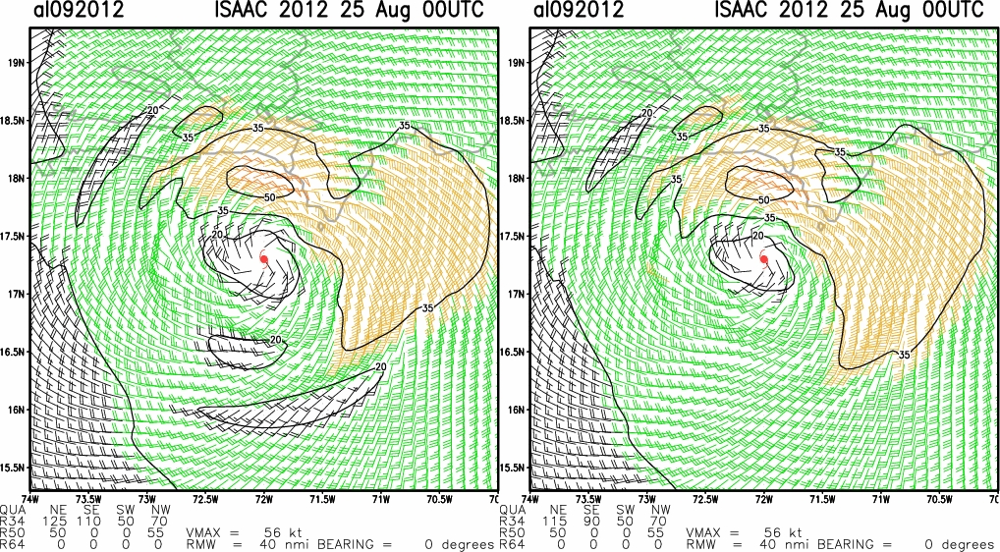 al092012 ISAAC 2012 25 Aug 00UTC
19N
18.5N
18N
17.5N
17N
16.5N
16N
15.5N
20
35
35
35
50
35
20
35
20
20
74W 73.5W 73W 72.5W 72W 71.5W 71W 70.5W 70
QUA NE SE SW NW
R34 125 110 50 70
R50 50 0 0 55 VMAX = 56 kt
R64 0 0 0 0 RMW = 40 nmi BEARING = 0 degrees
al092012 ISAAC 2012 25 Aug 00UTC
19N
18.5N
18N
17.5N
17N
16.5N
16N
15.5N
20
35
35
35
35
50
35
20
35
74W 73.5W 73W 72.5W 72W 71.5W 71W 70.5W 70
QUA NE SE SW NW
R34 115 90 50 70
R50 50 0 0 55 VMAX = 56 kt
R64 0 0 0 0 RMW = 40 nmi BEARING = 0 degrees